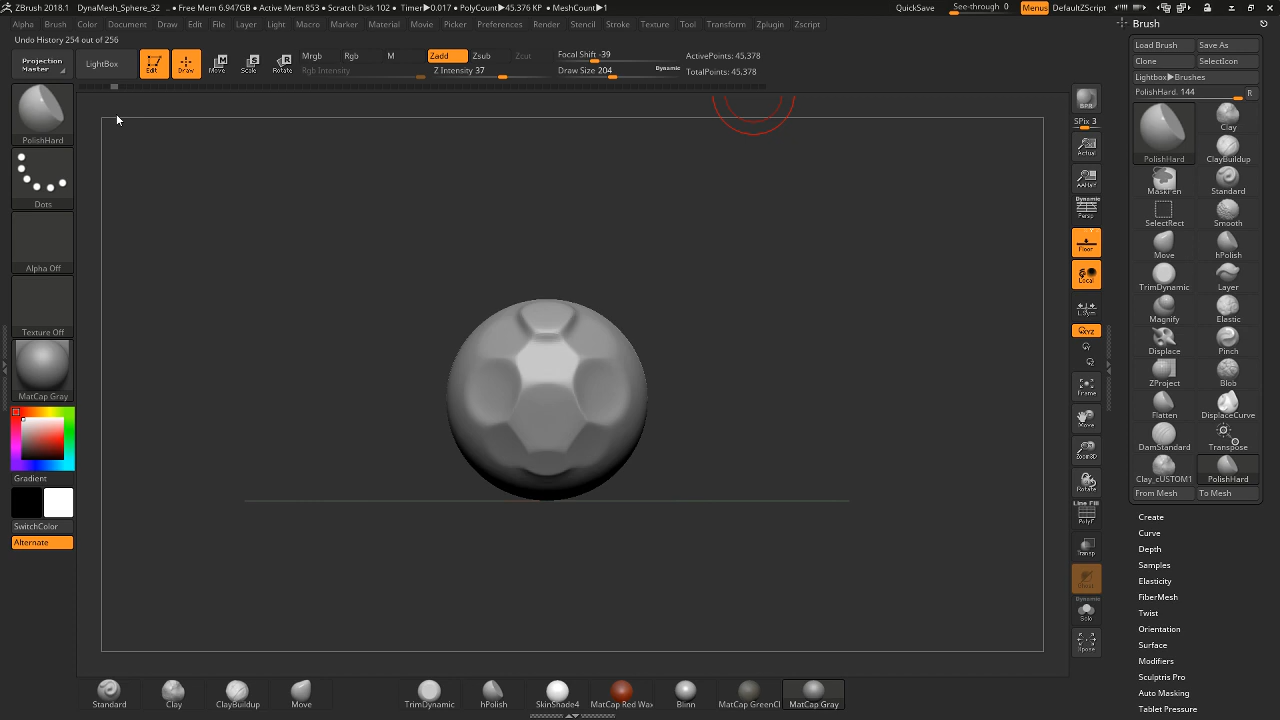 ZBrush 2018.1 DynaMesh_Sphere_32 .. • Free Mem 6.947GB • Active Mem 853 • Scratch Disk 102 • Timer▶0.017 • PolyCount▶45.376 KP • MeshCount▶1 QuickSave See-through 0 Menus DefaultZScript
Alpha Brush Color Document Draw Edit File Layer Light Macro Marker Material Movie Picker Preferences Render Stencil Stroke Texture Tool Transform Zplugin Zscript
Undo History 254 out of 256
Projection Master
LightBox
Edit
Draw
Move
Scale
Rotate
Mrgb Rgb M
Rgb Intensity
Zadd Zsub Zcut
Z Intensity 37
Focal Shift -39
Draw Size 204 Dynamic
ActivePoints: 45.378
TotalPoints: 45.378
PolishHard
Dots
Alpha Off
Texture Off
MatCap Gray
Gradient
SwitchColor
Alternate
BPR
SPix 3
Actual
AAHalf
Dynamic
Persp
Floor
Local
L.Sym
XYZ
Frame
Move
Zoom3D
Rotate
Line Fill
PolyF
Transp
Ghost
Dynamic
Solo
Xpose
Brush
Load Brush Save As
Clone SelectIcon
Lightbox▶Brushes
PolishHard. 144 R
PolishHard Clay
ClayBuildup
MaskPen Standard
SelectRect Smooth
Move hPolish
TrimDynamic Layer
Magnify Elastic
Displace Pinch
ZProject Blob
Flatten DisplaceCurve
DamStandard Transpose
Clay_cUSTOM1 PolishHard
From Mesh To Mesh
Create
Curve
Depth
Samples
Elasticity
FiberMesh
Twist
Orientation
Surface
Modifiers
Sculptris Pro
Auto Masking
Tablet Pressure
Standard Clay ClayBuildup Move TrimDynamic hPolish SkinShade4 MatCap Red Wax Blinn MatCap GreenCl MatCap Gray